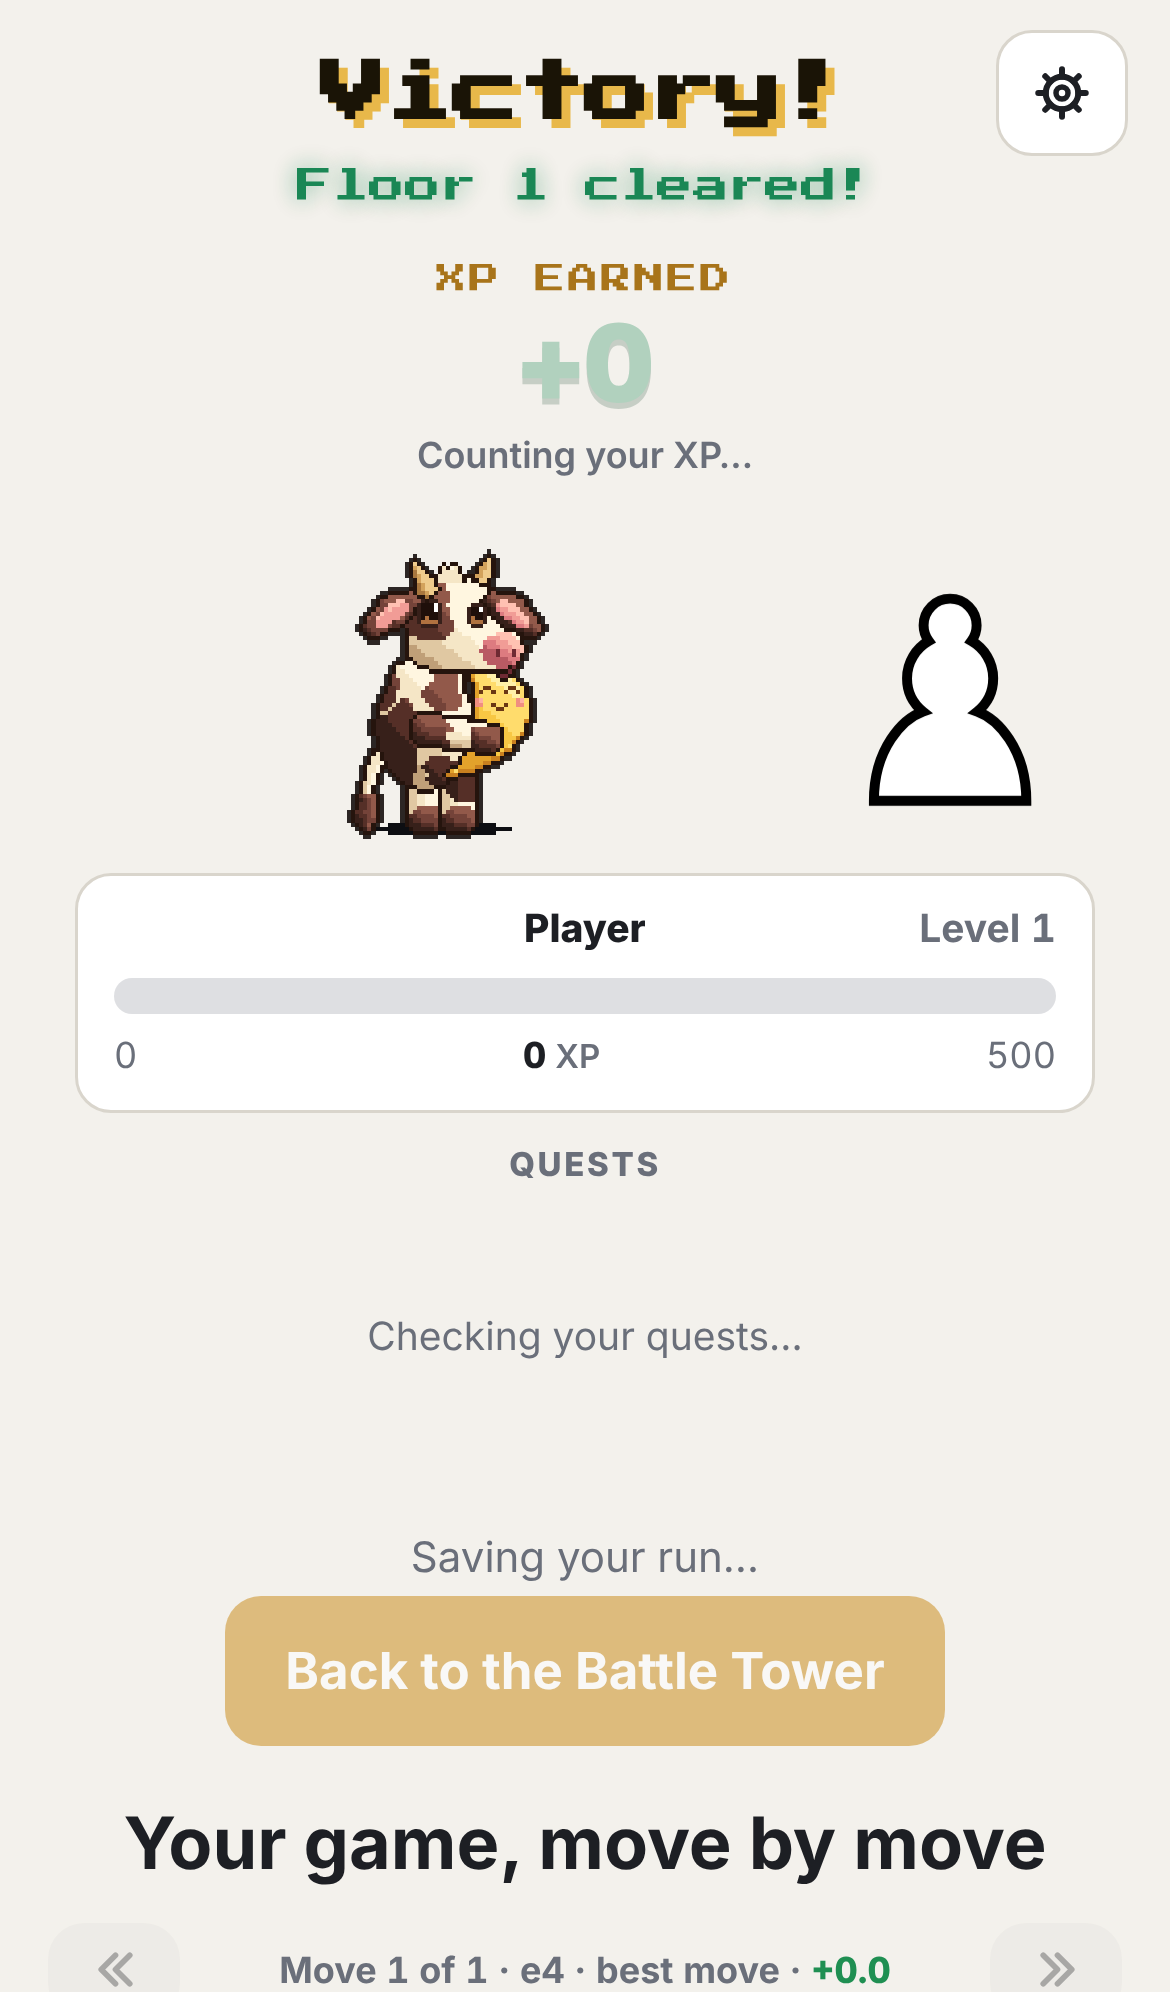 Victory!
Floor 1 cleared!
XP EARNED
+0
Counting your XP...
Player
Level 1
0
0 XP
500
QUESTS
Checking your quests...
Saving your run...
Back to the Battle Tower
Your game, move by move
Move 1 of 1 · e4 · best move · +0.0